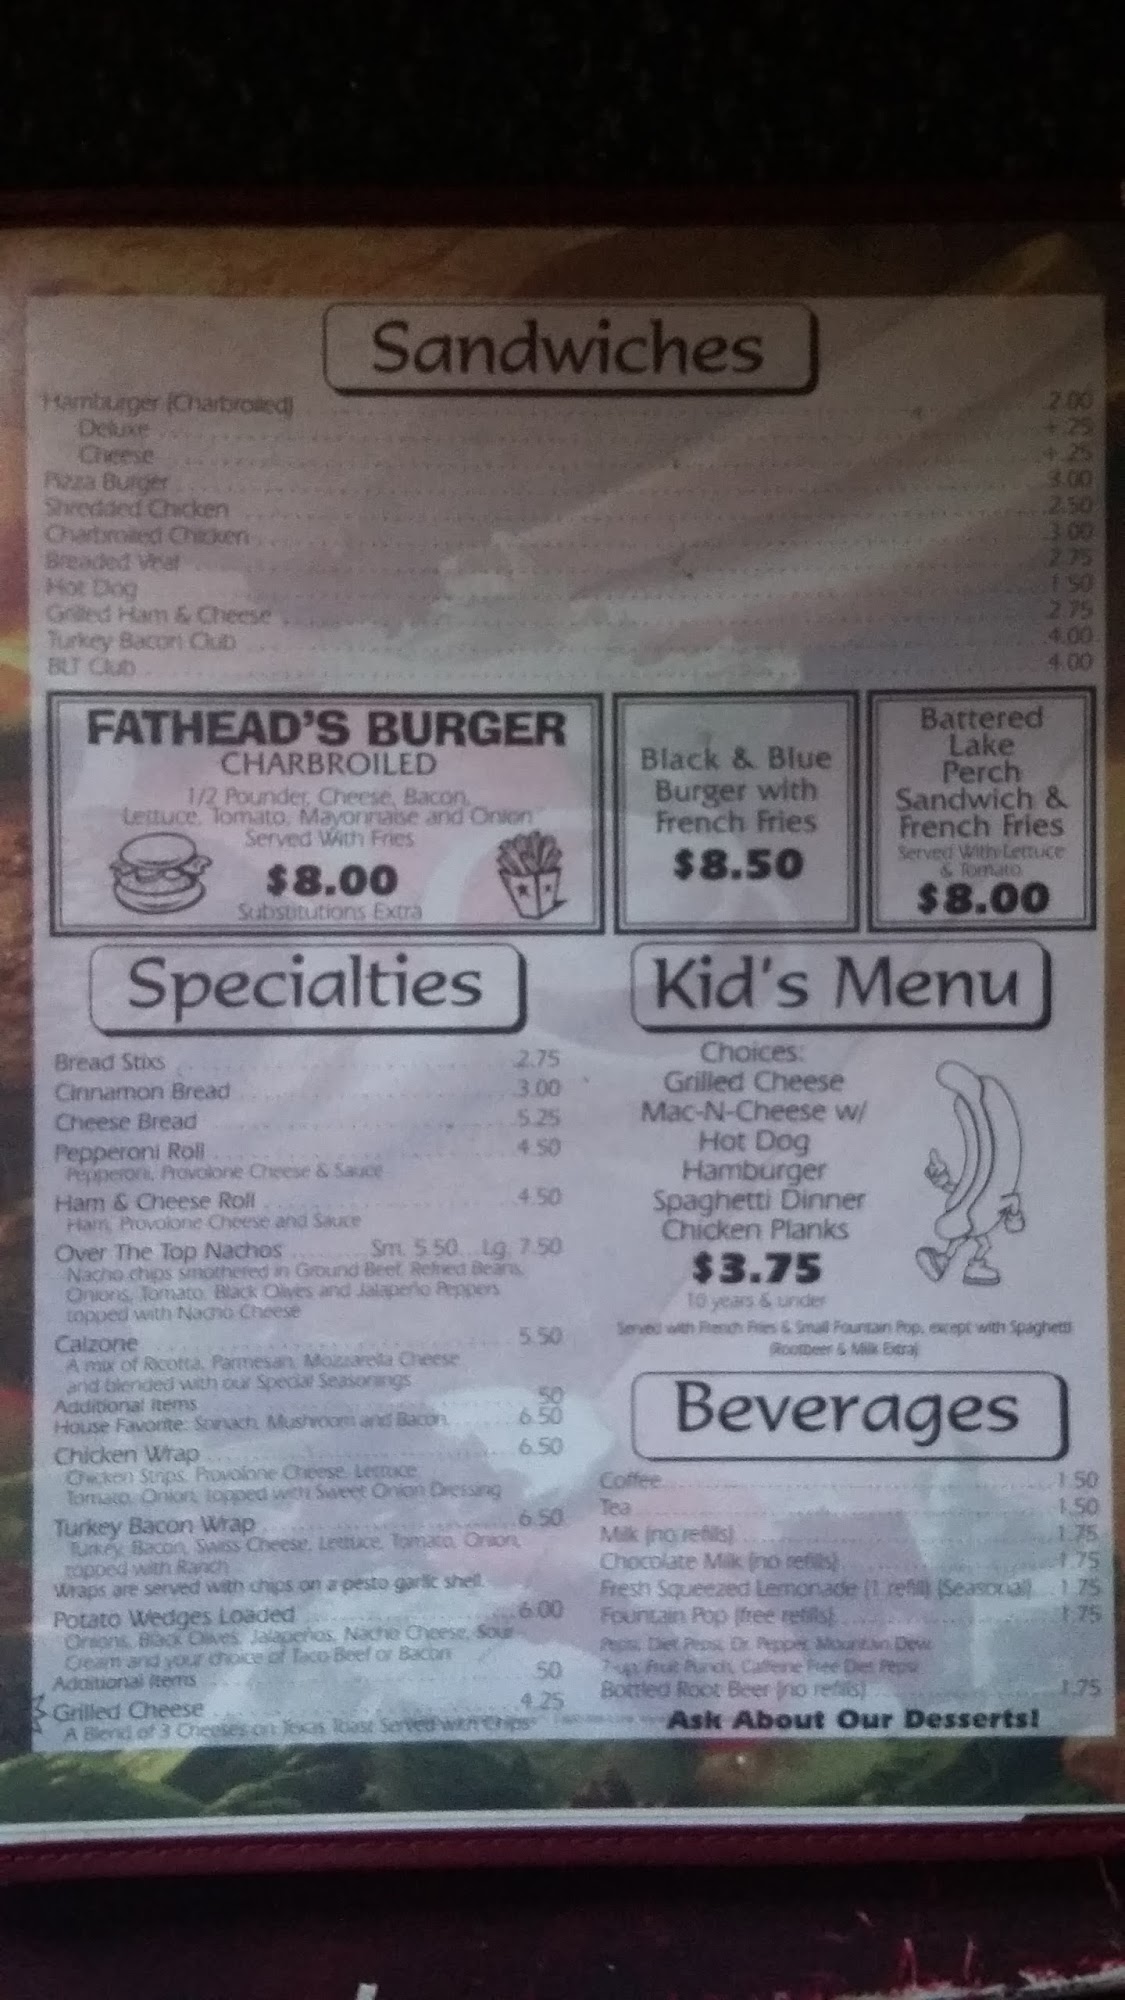 Sandwiches
Hamburger (Charbroiled) 2.00
Deluxe +.25
Cheese +.25
Pizza Burger 3.00
Shredded Chicken 2.50
Charbroiled Chicken 3.00
Breaded Veal 2.75
Hot Dog 1.50
Grilled Ham & Cheese 2.75
Turkey Bacon Club 4.00
BLT Club 4.00
FATHEAD'S BURGER
CHARBROILED
1/2 Pounder, Cheese, Bacon,
Lettuce, Tomato, Mayonnaise and Onion
Served With Fries
$8.00
Substitutions Extra
Black & Blue
Burger with
French Fries
$8.50
Battered
Lake
Perch
Sandwich &
French Fries
Served With Lettuce
& Tomato
$8.00
Specialties
Bread Stixs 2.75
Cinnamon Bread 3.00
Cheese Bread 5.25
Pepperoni Roll 4.50
Pepperoni, Provolone Cheese & Sauce
Ham & Cheese Roll 4.50
Ham, Provolone Cheese and Sauce
Over The Top Nachos Sm. 5.50 Lg. 7.50
Nacho chips smothered in Ground Beef, Refried Beans,
Onions, Tomato, Black Olives and Jalapeño Peppers
topped with Nacho Cheese
Calzone 5.50
A mix of Ricotta, Parmesan, Mozzarella Cheese
and blended with our Special Seasonings
Additional Items .50
House Favorite: Spinach, Mushroom and Bacon 6.50
Chicken Wrap 6.50
Chicken Strips, Provolone Cheese, Lettuce,
Tomato, Onion, topped with Sweet Onion Dressing
Turkey Bacon Wrap 6.50
Turkey, Bacon, Swiss Cheese, Lettuce, Tomato, Onion,
topped with Ranch
Wraps are served with chips on a pesto garlic shell.
Potato Wedges Loaded 6.00
Onions, Black Olives, Jalapeños, Nacho Cheese, Sour
Cream and your choice of Taco Beef or Bacon
Additional Items .50
Grilled Cheese 4.25
A Blend of 3 Cheeses on Texas Toast Served with Chips
Kid's Menu
Choices:
Grilled Cheese
Mac-N-Cheese w/
Hot Dog
Hamburger
Spaghetti Dinner
Chicken Planks
$3.75
10 years & under
Served with French Fries & Small Fountain Pop, except with Spaghetti
(Rootbeer & Milk Extra)
Beverages
Coffee 1.50
Tea 1.50
Milk (no refills) 1.75
Chocolate Milk (no refills) 1.75
Fresh Squeezed Lemonade (1 refill) (Seasonal) 1.75
Fountain Pop (free refills) 1.75
Pepsi, Diet Pepsi, Dr. Pepper, Mountain Dew
7-up, Fruit Punch, Caffeine Free Diet Pepsi
Bottled Root Beer (no refills) 1.75
Ask About Our Desserts!